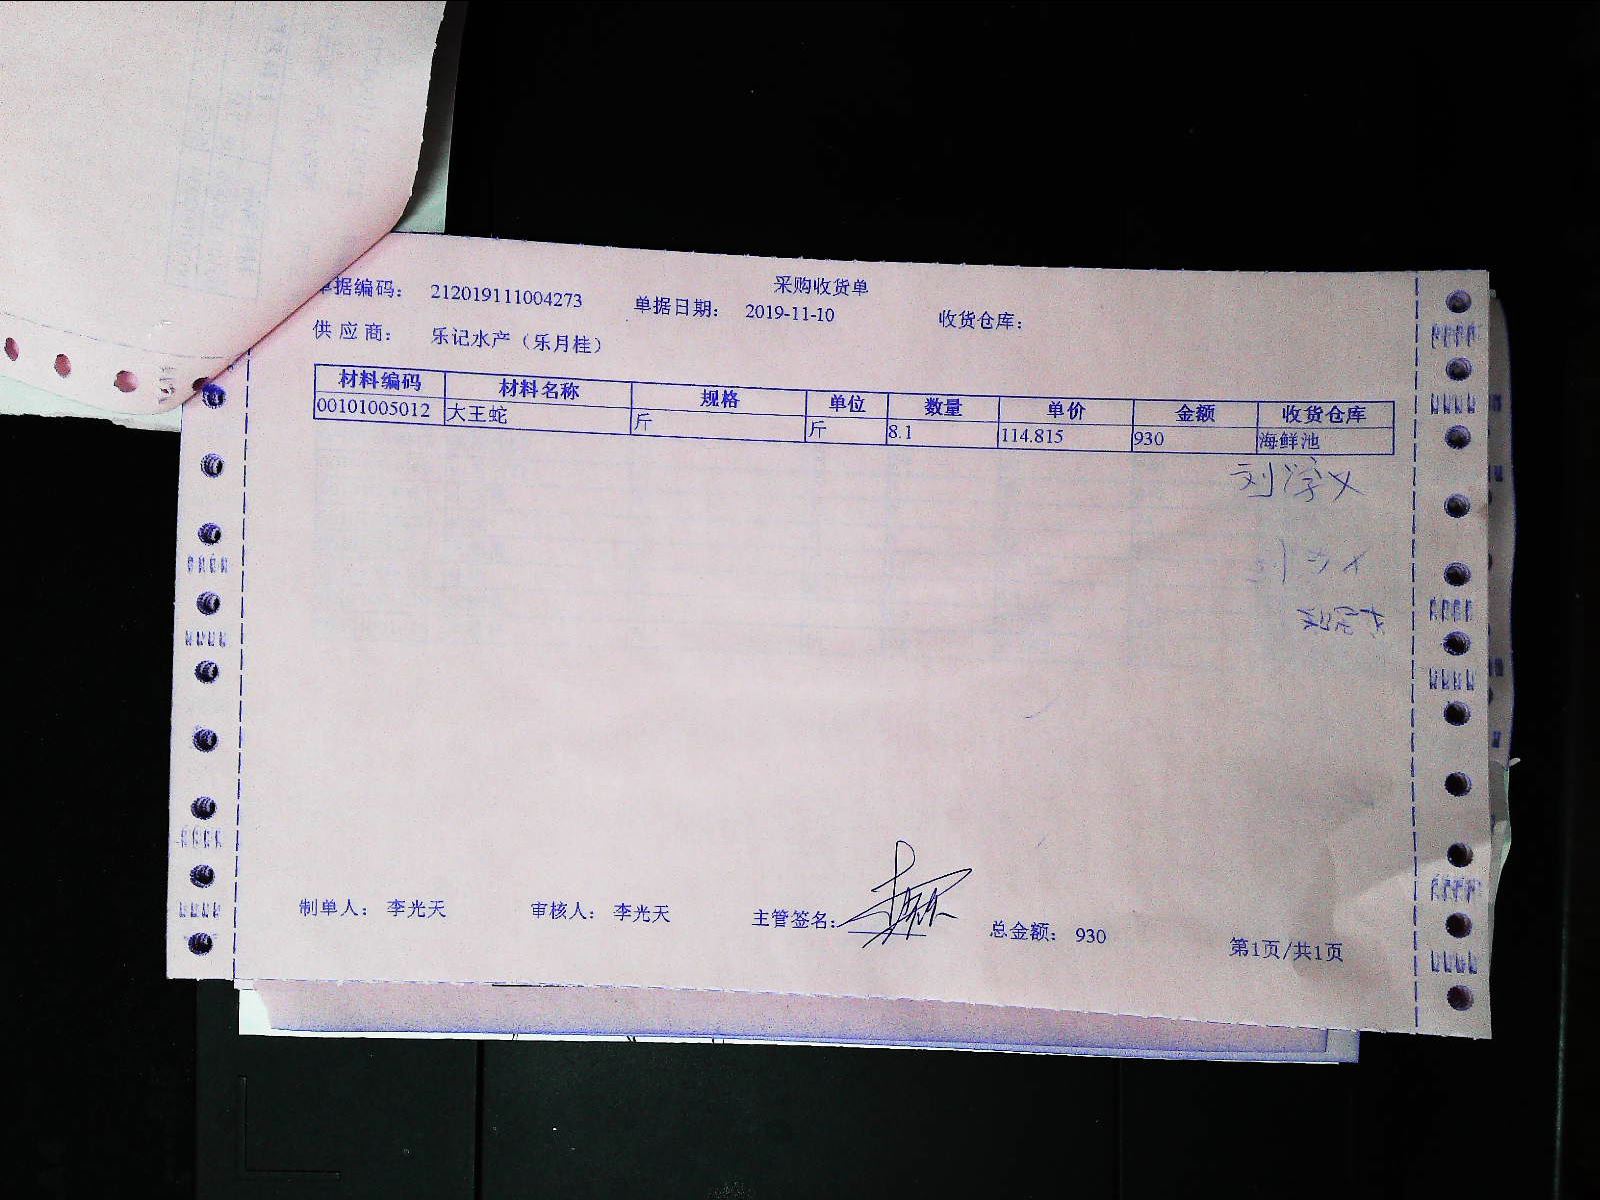 采购收货单
单据编码： 212019111004273 单据日期： 2019-11-10 收货仓库：
供 应 商： 乐记水产（乐月桂）
材料编码 材料名称 规格 单位 数量 单价 金额 收货仓库
00101005012 大王蛇 斤 斤 8.1 114.815 930 海鲜池
制单人： 李光天 审核人： 李光天 主管签名： 总金额： 930
第1页/共1页